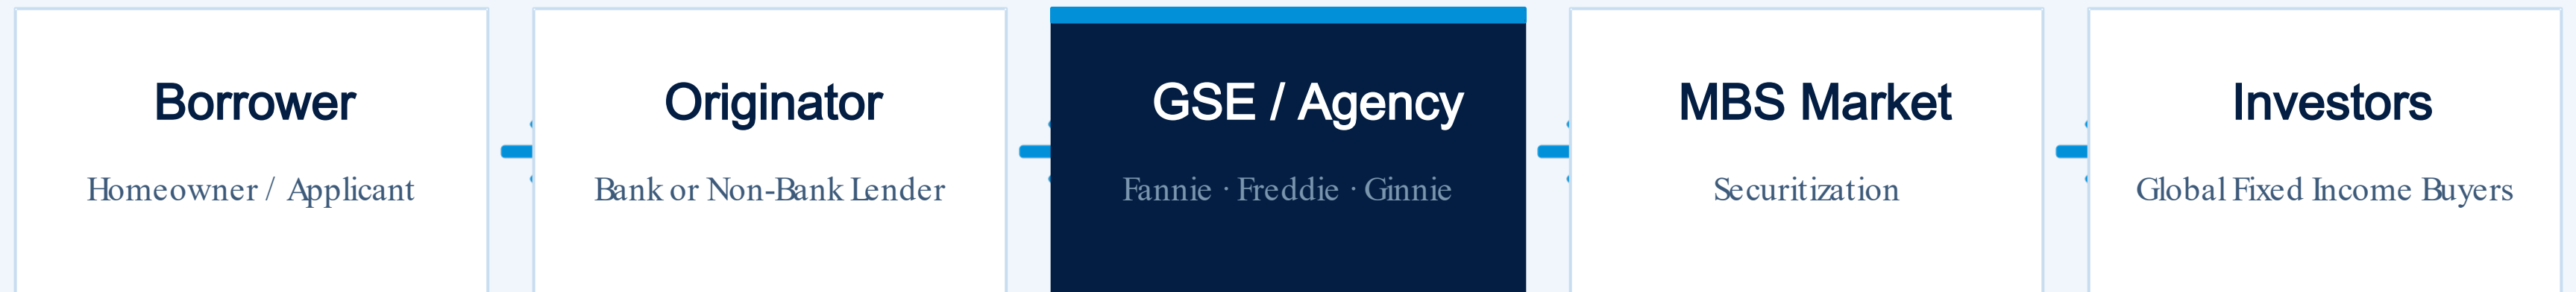 Borrower
Homeowner / Applicant
Originator
Bank or Non-Bank Lender
GSE / Agency
Fannie · Freddie · Ginnie
MBS Market
Securitization
Investors
Global Fixed Income Buyers